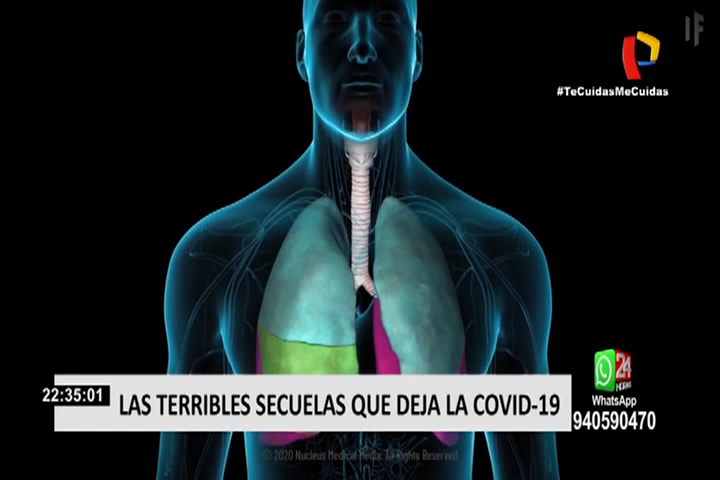 #TeCuidasMeCuidas
22:35:01
LAS TERRIBLES SECUELAS QUE DEJA LA COVID-19
24
HORAS
WhatsApp
940590470
© 2020 Nucleus Medical Media. All Rights Reserved